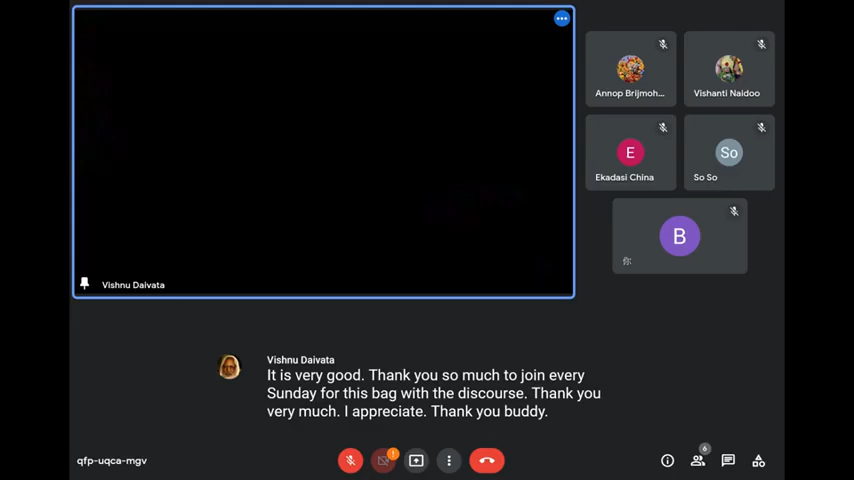 Annop Brijmoh...
Vishanti Naidoo
E
Ekadasi China
So
So So
B
你
Vishnu Daivata
Vishnu Daivata
It is very good. Thank you so much to join every
Sunday for this bag with the discourse. Thank you
very much. I appreciate. Thank you buddy.
qfp-uqca-mgv
6